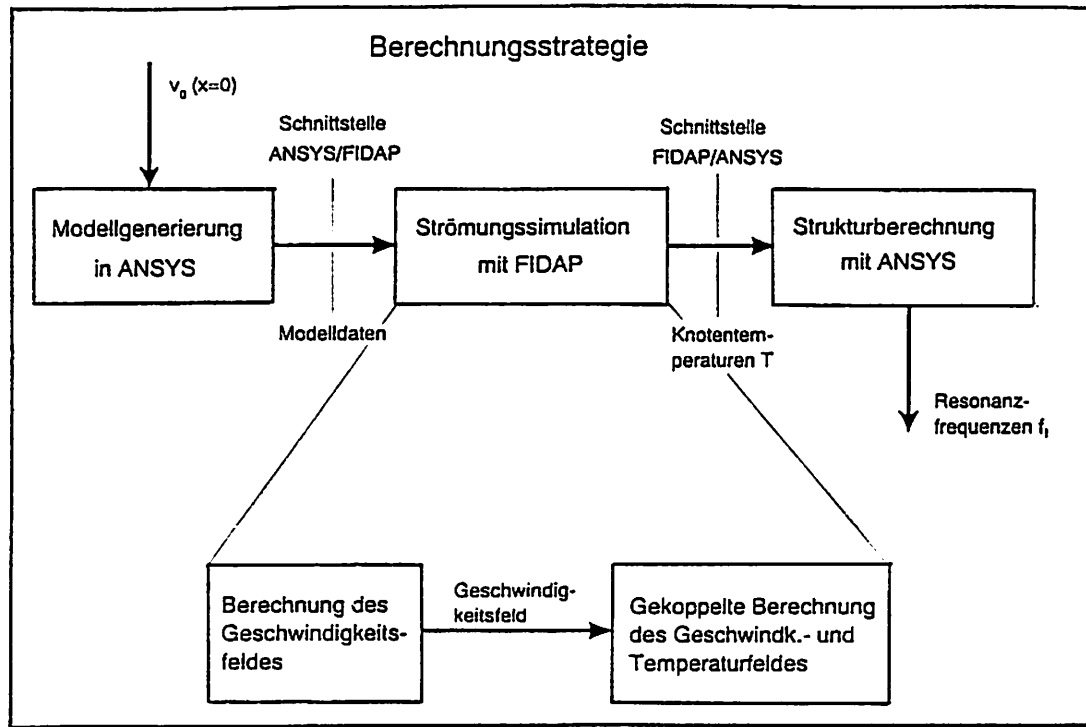 Berechnungsstrategie
v₀ (x=0)
Schnittstelle
ANSYS/FIDAP
Schnittstelle
FIDAP/ANSYS
Modellgenerierung
in ANSYS
Strömungssimulation
mit FIDAP
Strukturberechnung
mit ANSYS
Modelldaten
Knotentem-
peraturen T
Resonanz-
frequenzen fᵢ
Berechnung des
Geschwindigkeits-
feldes
Geschwindig-
keitsfeld
Gekoppelte Berechnung
des Geschwindk.- und
Temperaturfeldes